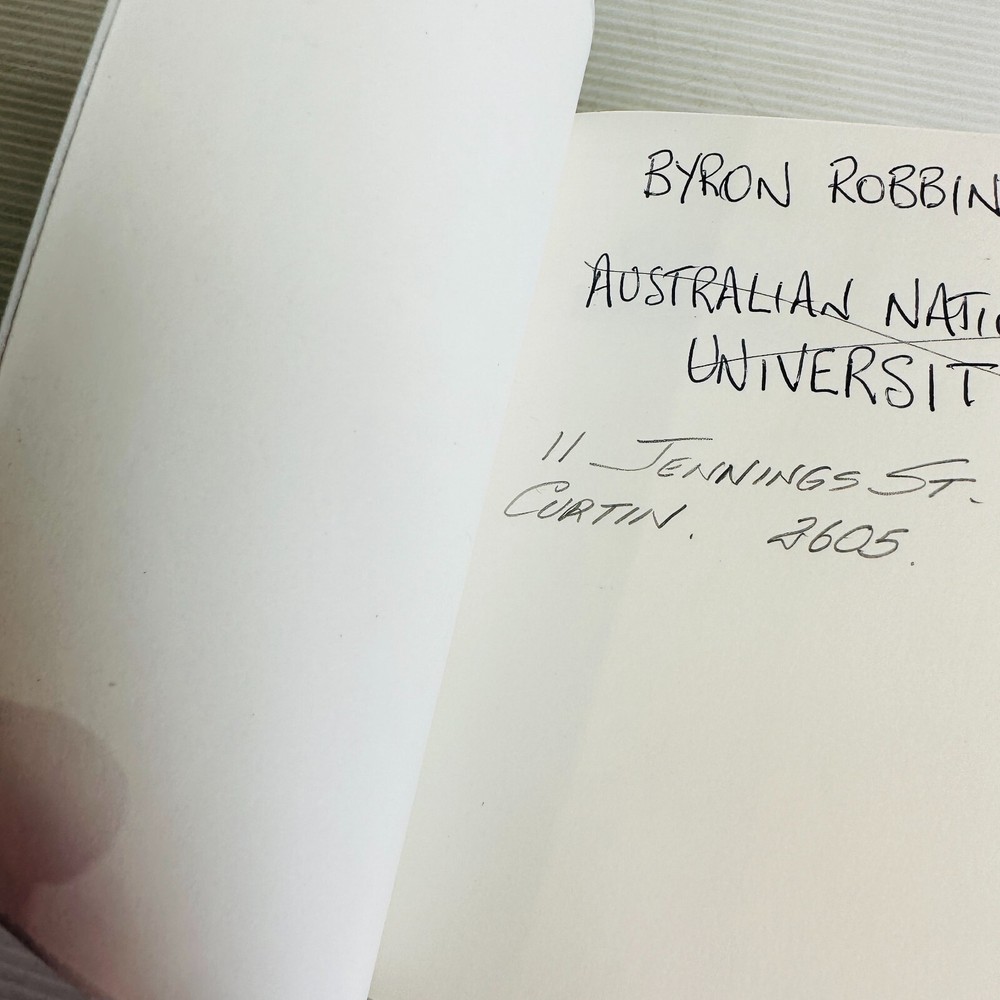 BYRON ROBBIN
AUSTRALIAN NATI
UNIVERSIT
11 JENNINGS ST.
CURTIN. 2605.